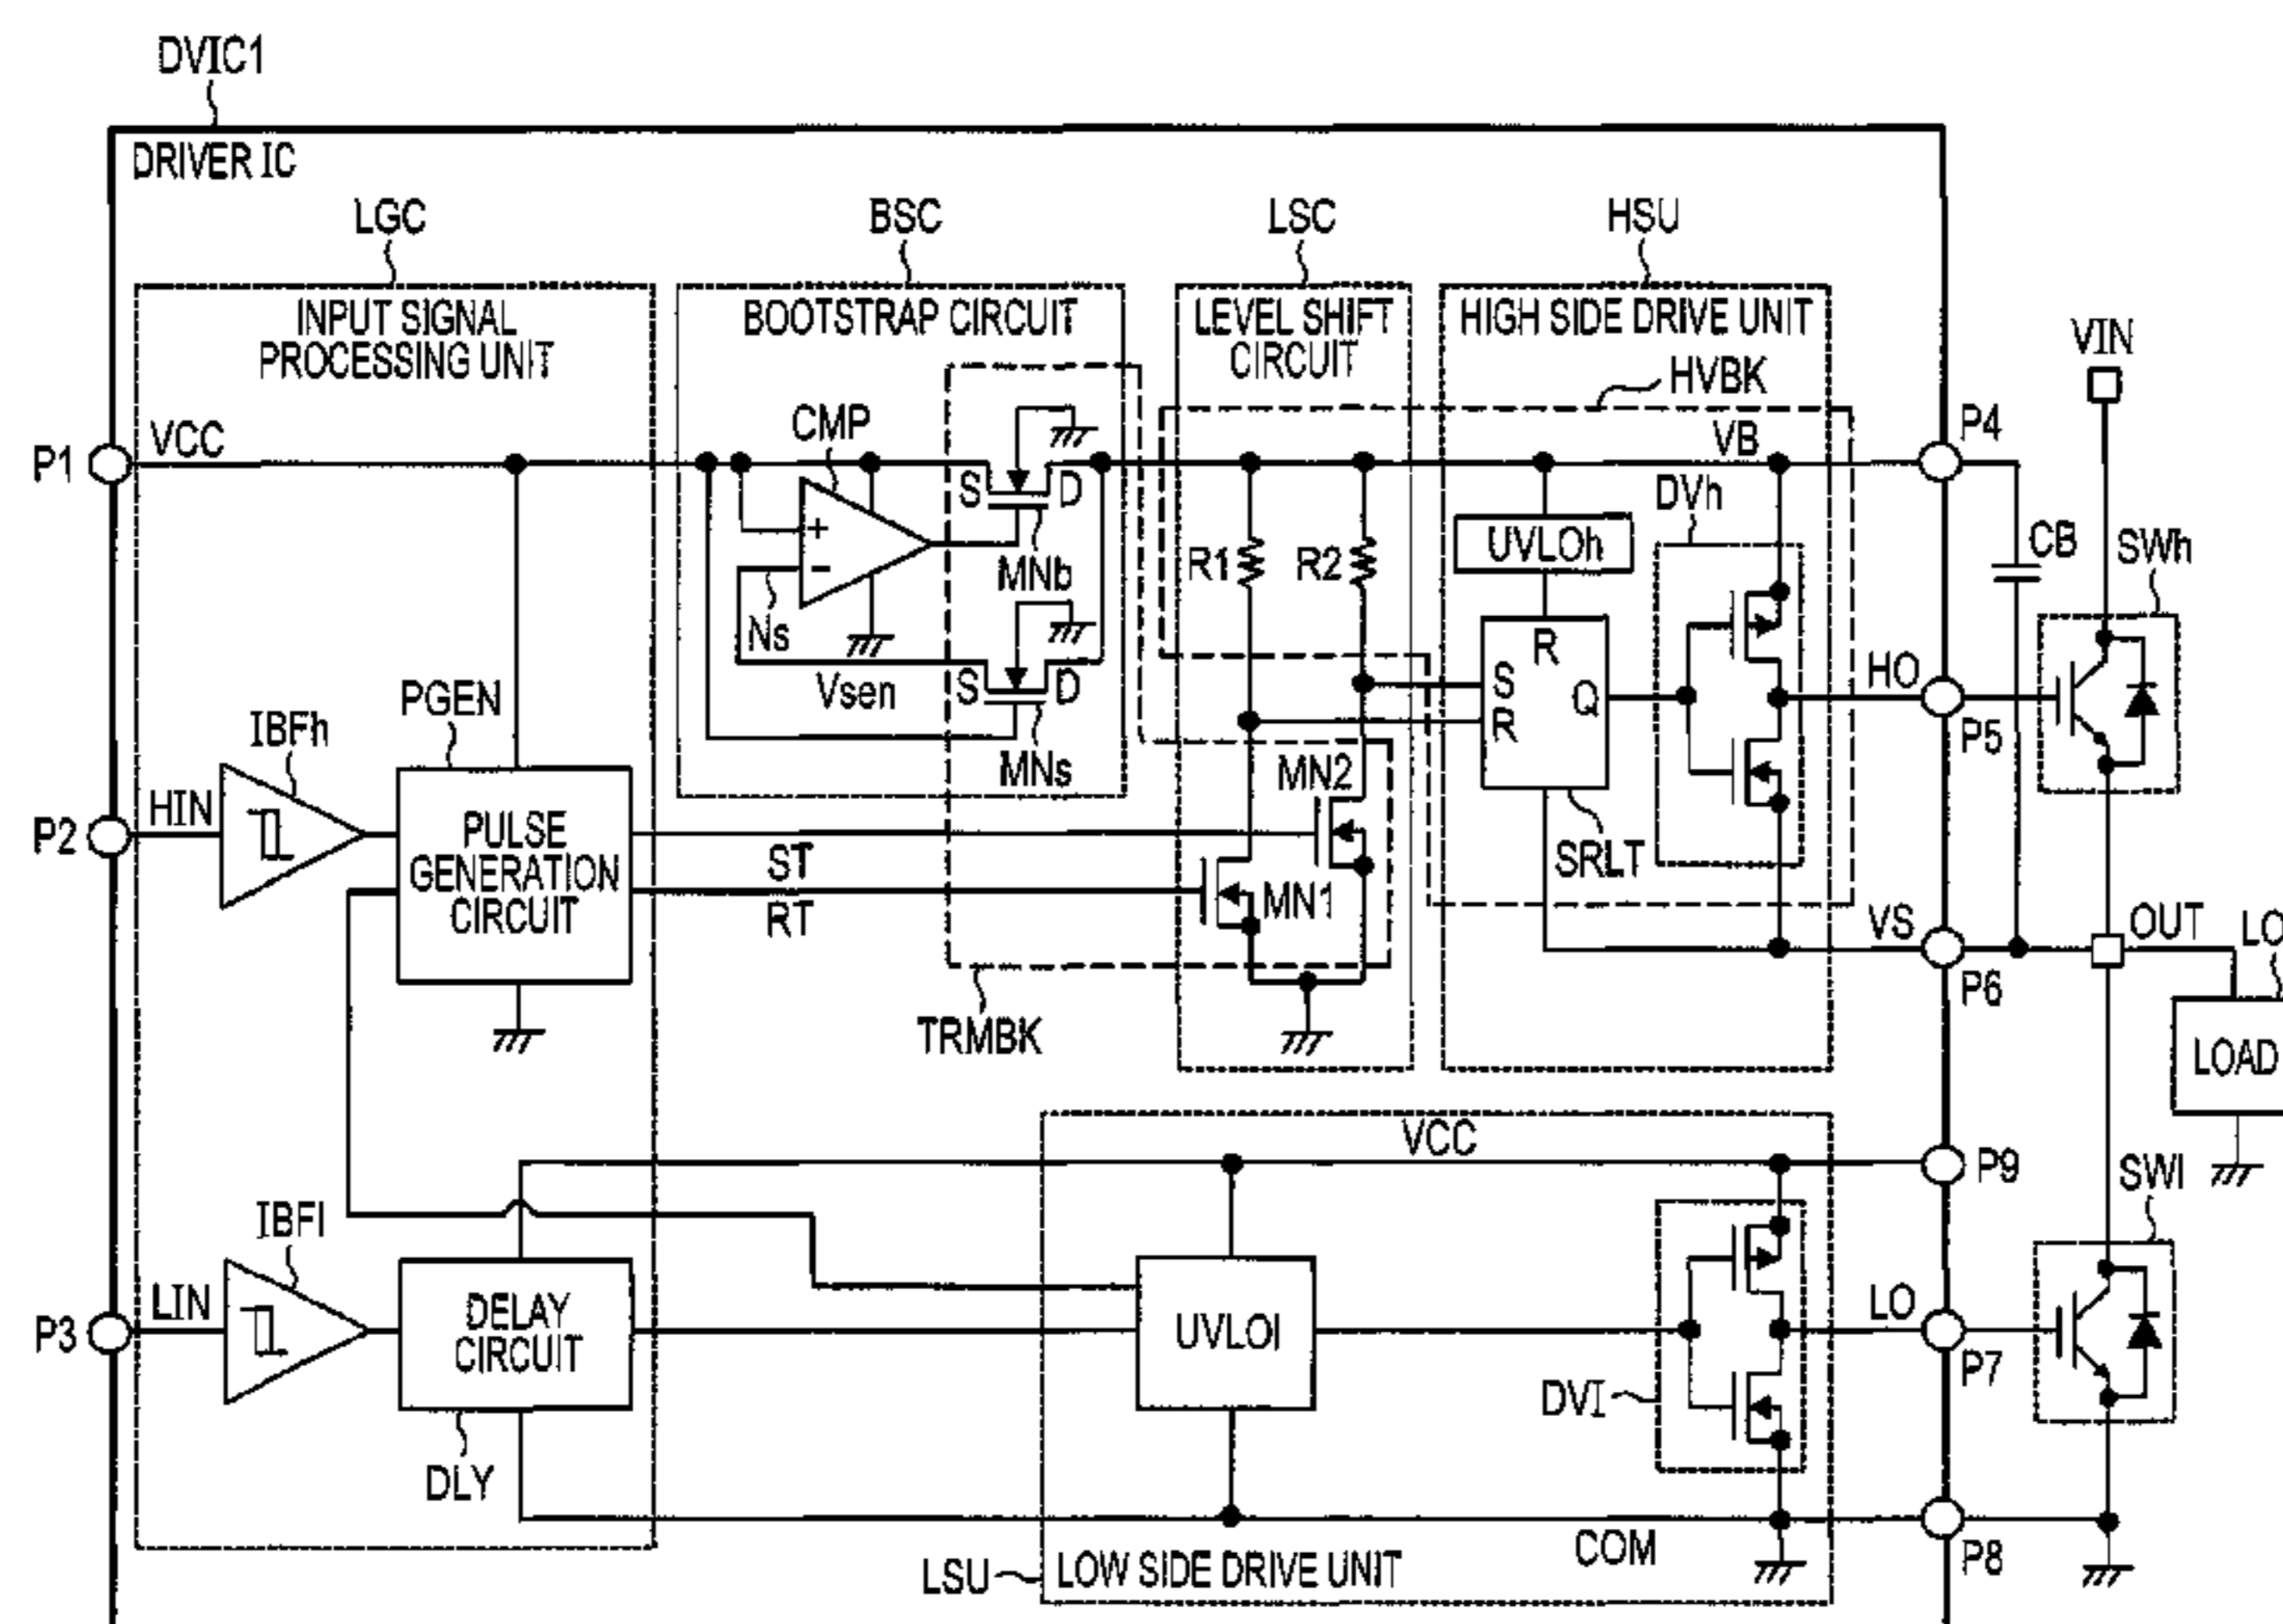 DVIC1
DRIVER IC
LGC
BSC
LSC
HSU
INPUT SIGNAL
PROCESSING UNIT
BOOTSTRAP CIRCUIT
LEVEL SHIFT
CIRCUIT
HIGH SIDE DRIVE UNIT
HVBK
VIN
P1
VCC
CMP
S
D
VB
P4
+
−
MNb
Ns
R1
R2
UVLOh
DVh
CB
SWh
Vsen
S
D
MNs
R
S
R
Q
HO
P5
PGEN
IBFh
HIN
P2
PULSE
GENERATION
CIRCUIT
ST
RT
MN2
MN1
SRLT
VS
P6
OUT
LO
LOAD
TRMBK
VCC
P9
SWl
IBFl
LIN
P3
DELAY
CIRCUIT
UVLOl
LO
P7
DVl
DLY
COM
P8
LSU
LOW SIDE DRIVE UNIT